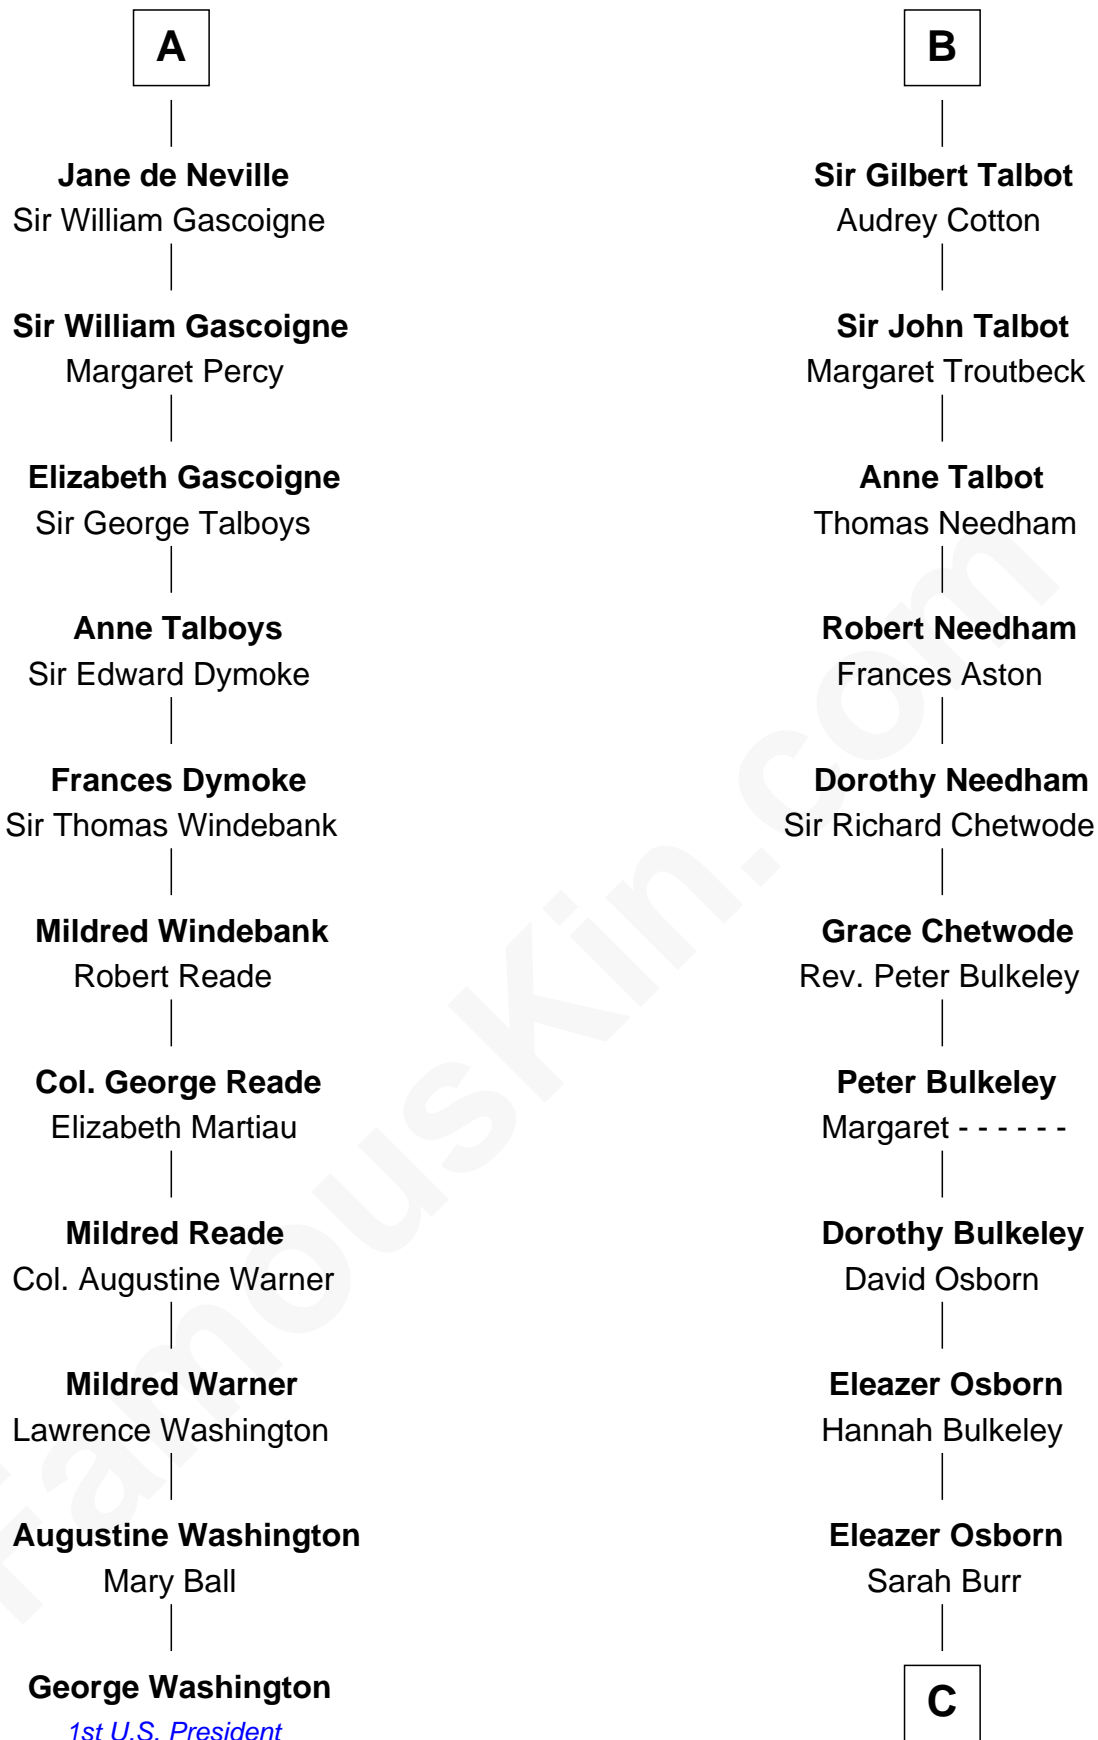 A
Jane de Neville
Sir William Gascoigne
Sir William Gascoigne
Margaret Percy
Elizabeth Gascoigne
Sir George Talboys
Anne Talboys
Sir Edward Dymoke
Frances Dymoke
Sir Thomas Windebank
Mildred Windebank
Robert Reade
Col. George Reade
Elizabeth Martiau
Mildred Reade
Col. Augustine Warner
Mildred Warner
Lawrence Washington
Augustine Washington
Mary Ball
George Washington
1st U.S. President
B
Sir Gilbert Talbot
Audrey Cotton
Sir John Talbot
Margaret Troutbeck
Anne Talbot
Thomas Needham
Robert Needham
Frances Aston
Dorothy Needham
Sir Richard Chetwode
Grace Chetwode
Rev. Peter Bulkeley
Peter Bulkeley
Margaret - - - - - -
Dorothy Bulkeley
David Osborn
Eleazer Osborn
Hannah Bulkeley
Eleazer Osborn
Sarah Burr
C
FamousKin.com